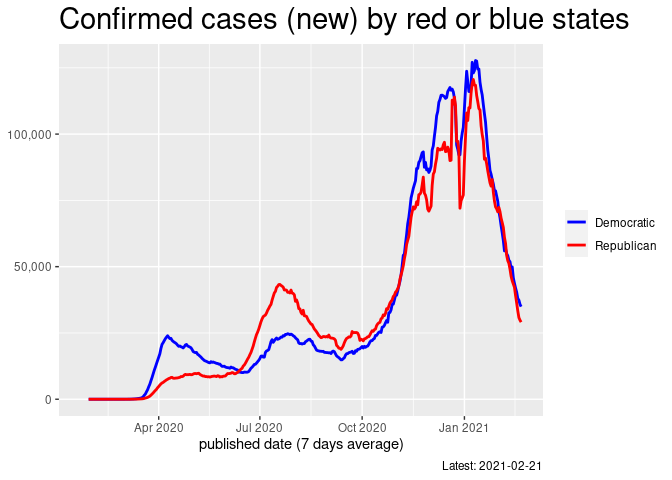 Confirmed cases (new) by red or blue states
100,000
50,000
0
Apr 2020
Jul 2020
Oct 2020
Jan 2021
published date (7 days average)
Democratic
Republican
Latest: 2021-02-21